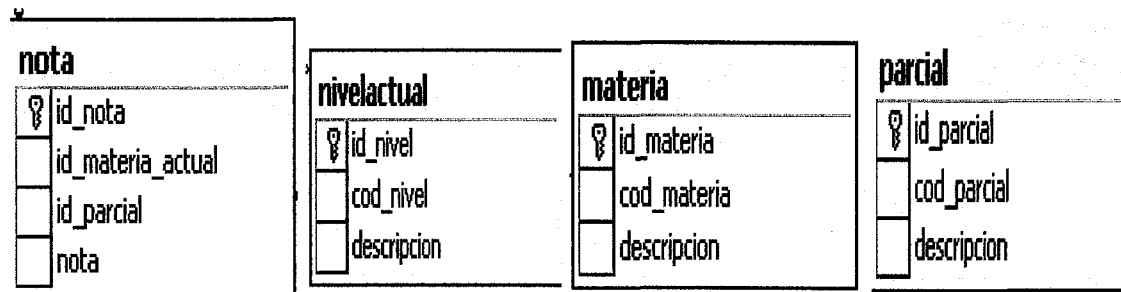 nota
id_nota
id_materia_actual
id_parcial
nota
nivelactual
id_nivel
cod_nivel
descripcion
materia
id_materia
cod_materia
descripcion
parcial
id_parcial
cod_parcial
descripcion